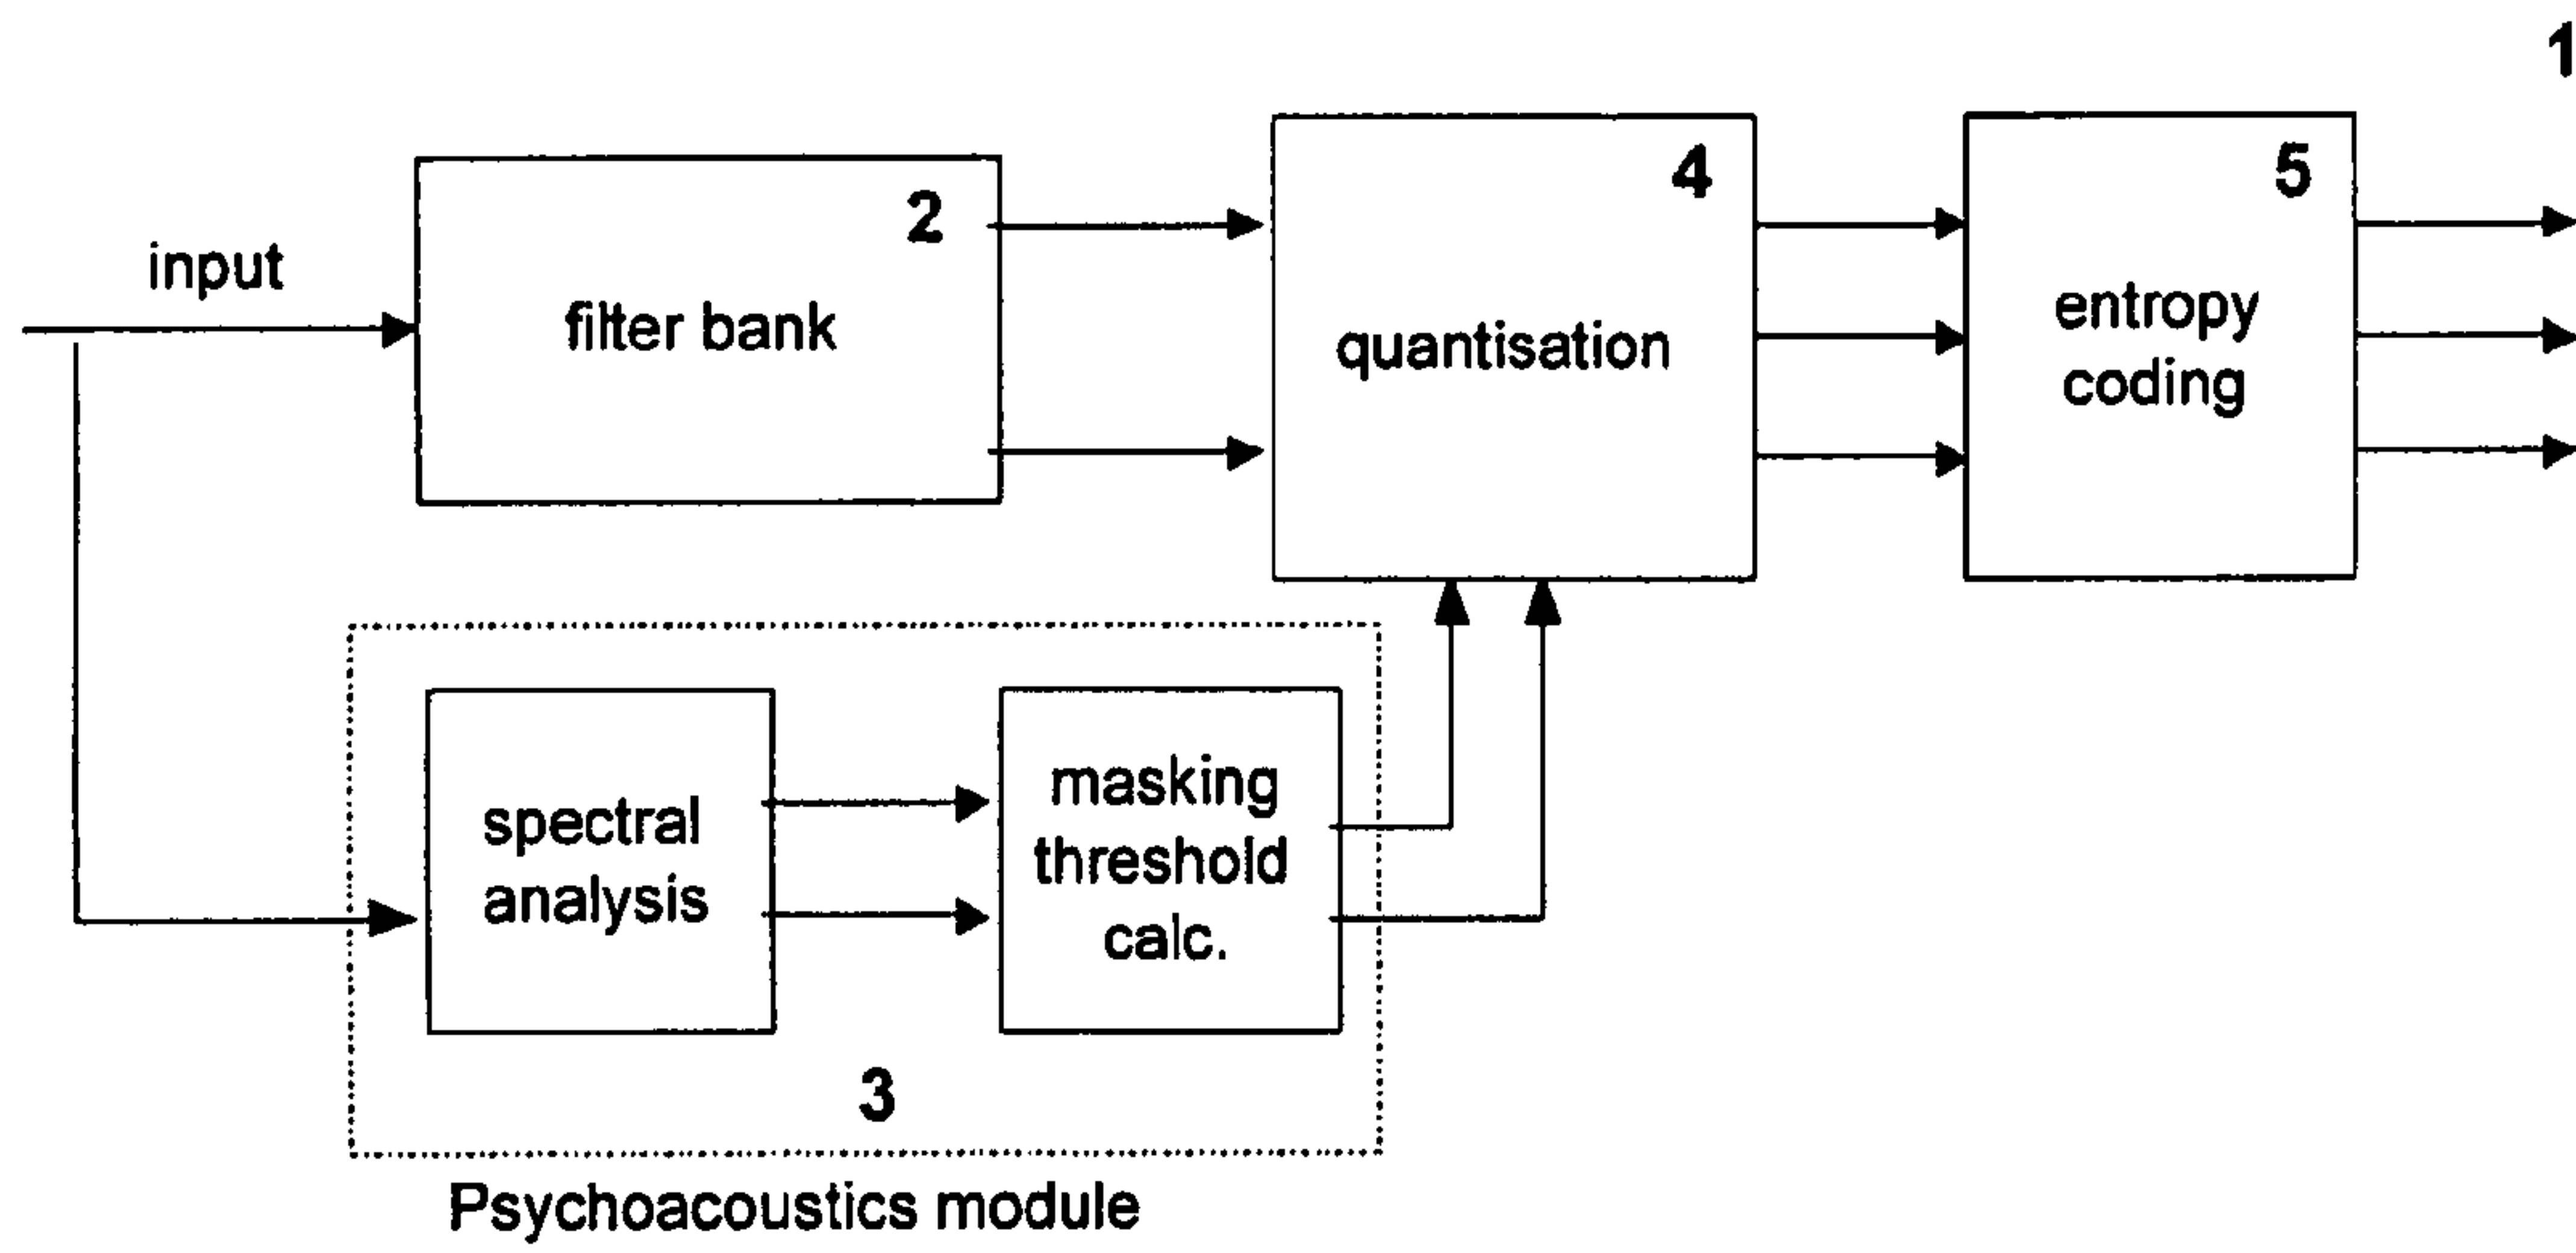 1
2
4
5
input
filter bank
quantisation
entropy
coding
spectral
analysis
masking
threshold
calc.
3
Psychoacoustics module